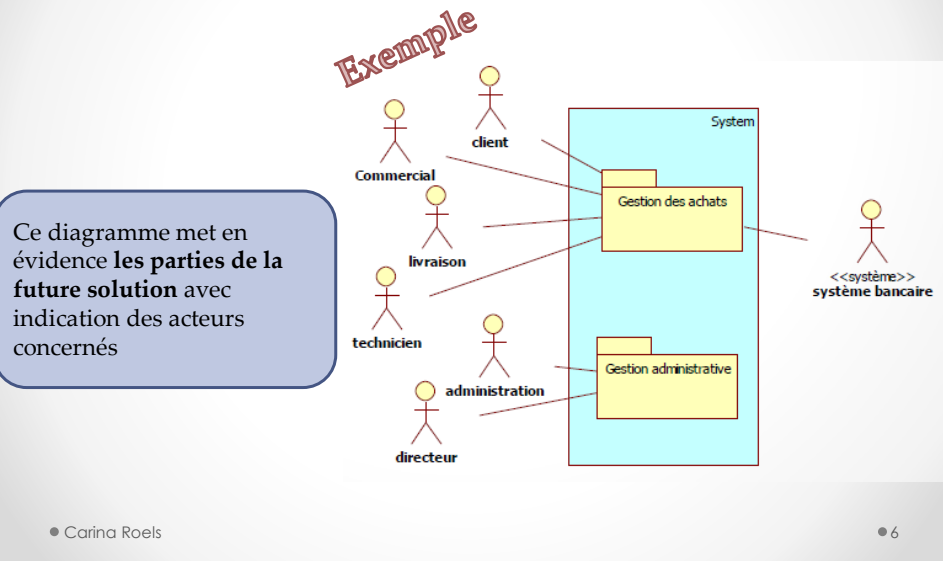 Exemple
client
System
Commercial
Gestion des achats
Ce diagramme met en
évidence les parties de la
future solution avec
indication des acteurs
concernés
livraison
<<système>>
système bancaire
technicien
Gestion administrative
administration
directeur
Carina Roels
6